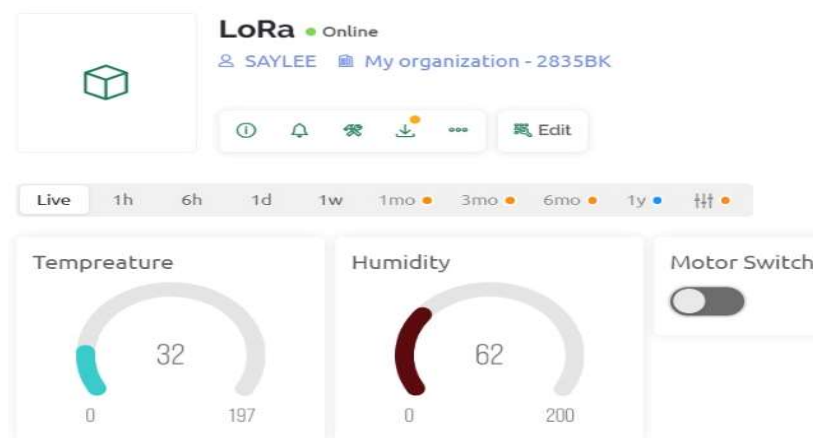 LoRa Online
SAYLEE My organization - 2835BK
Edit
Live 1h 6h 1d 1w 1mo 3mo 6mo 1y
Tempreature
32
0 197
Humidity
62
0 200
Motor Switch